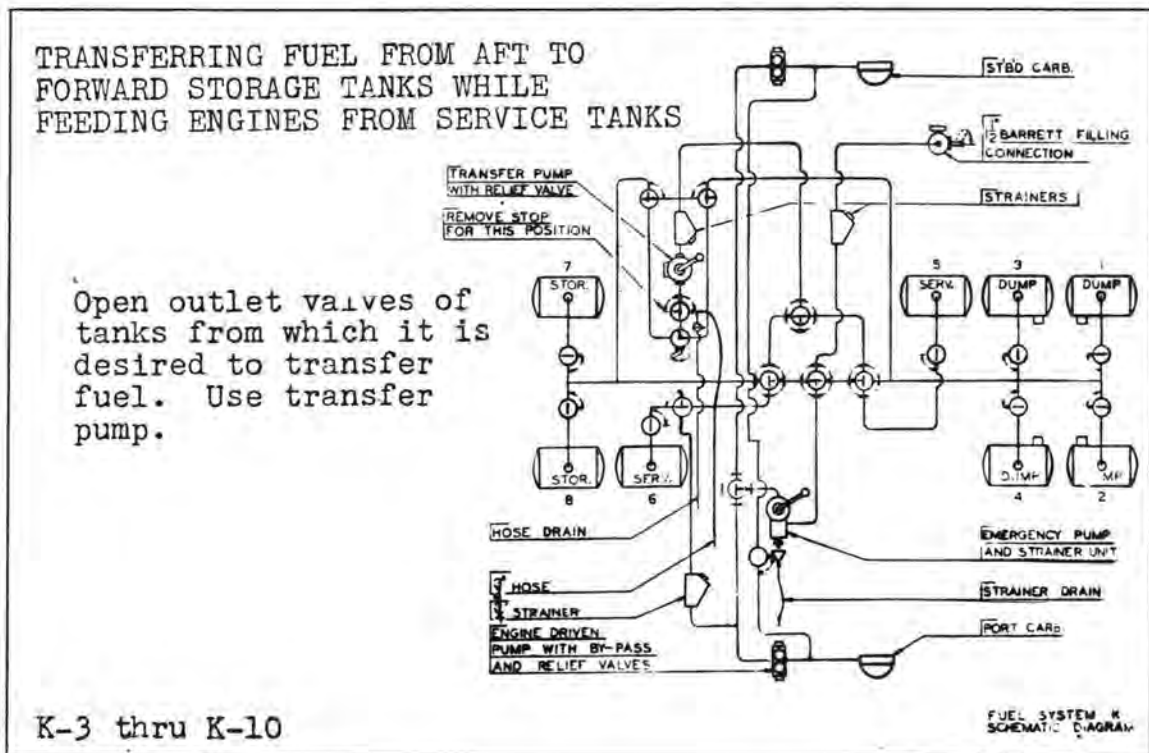 TRANSFERRING FUEL FROM AFT TO
FORWARD STORAGE TANKS WHILE
FEEDING ENGINES FROM SERVICE TANKS
STBD CARB.
1" 1/2 BARRETT FILLING
CONNECTION
TRANSFER PUMP
WITH RELIEF VALVE
STRAINERS
REMOVE STOP
FOR THIS POSITION
Open outlet valves of
tanks from which it is
desired to transfer
fuel. Use transfer
pump.
7
STOR.
5
SERV.
3
DUMP
1
DUMP
STOR.
8
SERV.
6
4
2
HOSE DRAIN
EMERGENCY PUMP
AND STRAINER UNIT
HOSE
STRAINER
STRAINER DRAIN
ENGINE DRIVEN
PUMP WITH BY-PASS
AND RELIEF VALVES
PORT CARB
K-3 thru K-10
FUEL SYSTEM K
SCHEMATIC DIAGRAM